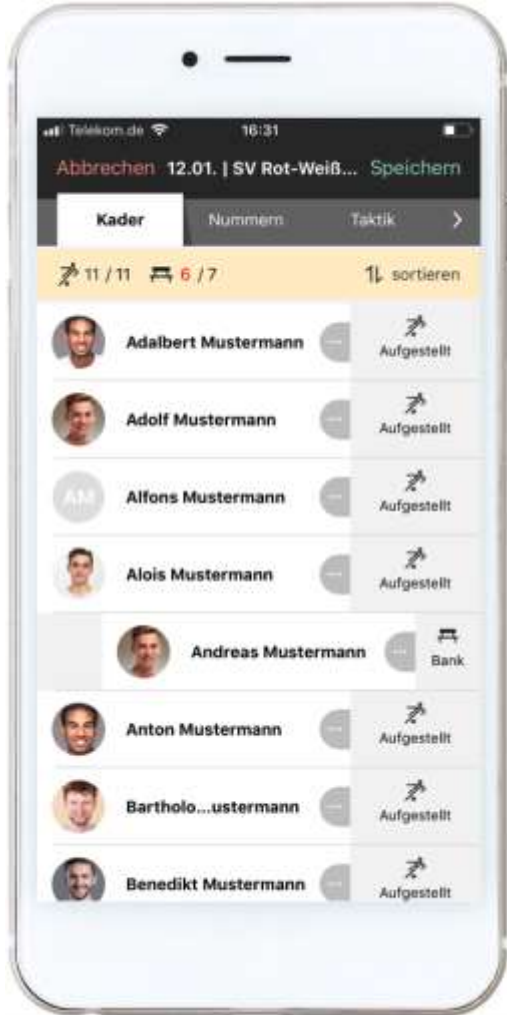 Telekom.de 16:31
Abbrechen 12.01. | SV Rot-Weiß... Speichern
Kader Nummern Taktik >
11 / 11 6 / 7 sortieren
Adalbert Mustermann Aufgestellt
Adolf Mustermann Aufgestellt
AM Alfons Mustermann Aufgestellt
Alois Mustermann Aufgestellt
Andreas Mustermann Bank
Anton Mustermann Aufgestellt
Bartholo...ustermann Aufgestellt
Benedikt Mustermann Aufgestellt